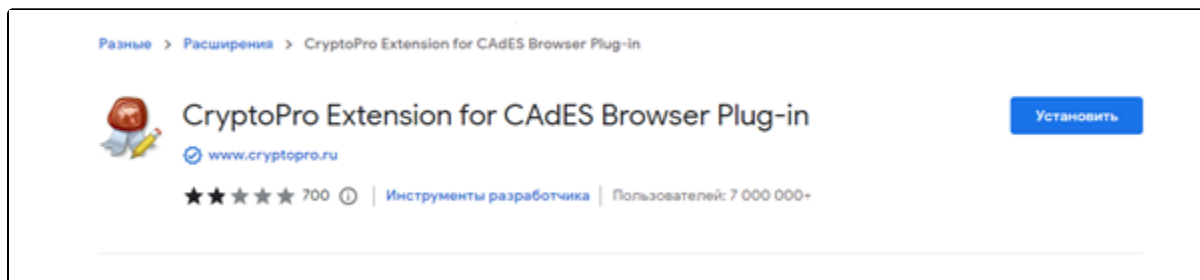 Разные > Расширения > CryptoPro Extension for CAdES Browser Plug-in
CryptoPro Extension for CAdES Browser Plug-in
Установить
www.cryptopro.ru
700 | Инструменты разработчика | Пользователей: 7 000 000+